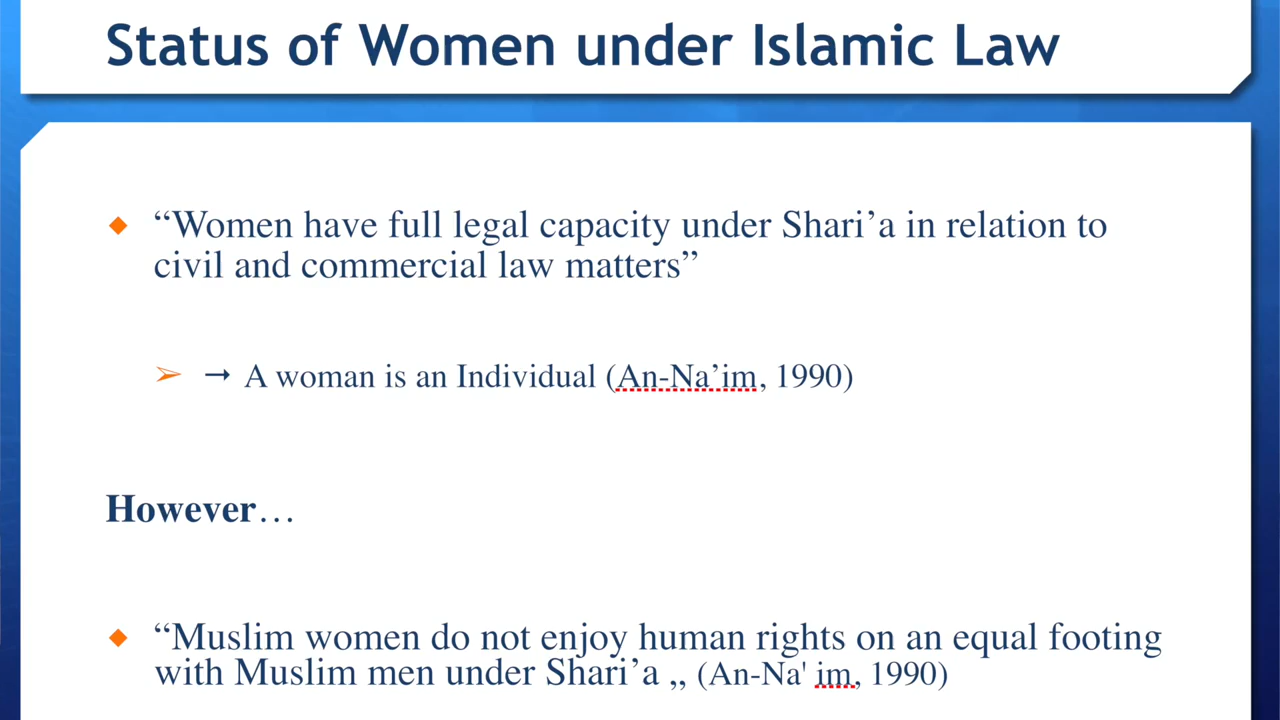 Status of Women under Islamic Law
◆ “Women have full legal capacity under Shari’a in relation to
civil and commercial law matters”
➢ → A woman is an Individual (An-Na’im, 1990)
However…
◆ “Muslim women do not enjoy human rights on an equal footing
with Muslim men under Shari’a „ (An-Na' im, 1990)